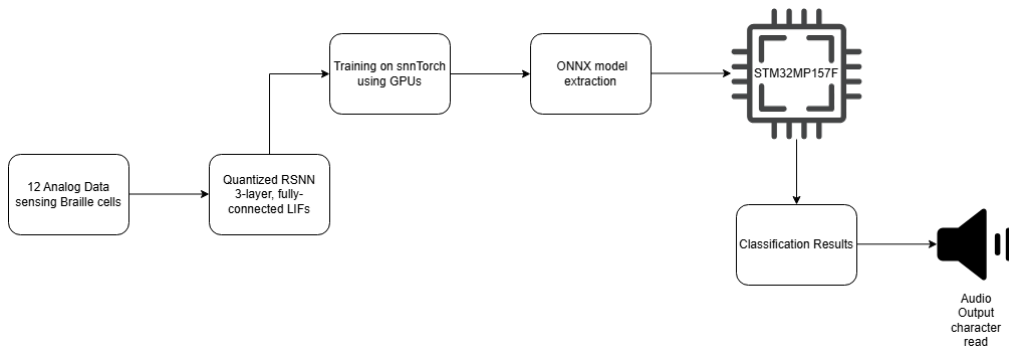 12 Analog Data
sensing Braille cells
Quantized RSNN
3-layer, fully-
connected LIFs
Training on snnTorch
using GPUs
ONNX model
extraction
STM32MP157F
Classification Results
Audio
Output
character
read